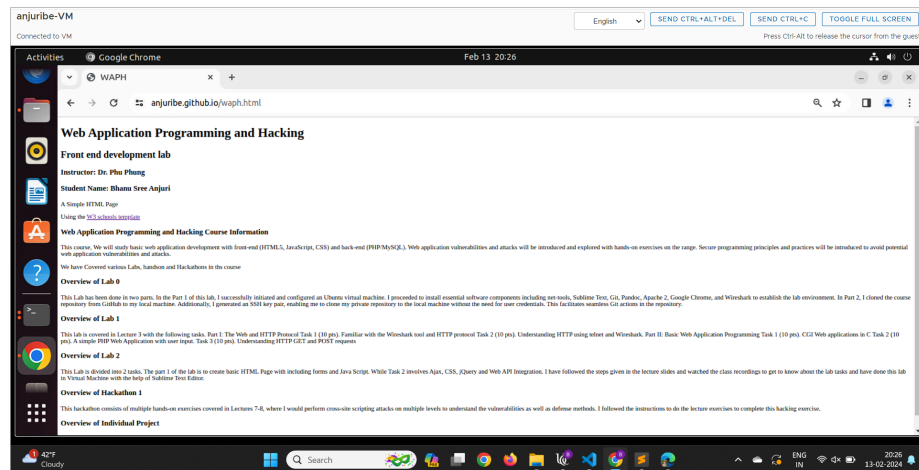 anjuribe-VM
English
SEND CTRL+ALT+DEL
SEND CTRL+C
TOGGLE FULL SCREEN
Connected to VM
Press Ctrl-Alt to release the cursor from the guest
Activities
Google Chrome
Feb 13 20:26
WAPH
anjuribe.github.io/waph.html
Web Application Programming and Hacking
Front end development lab
Instructor: Dr. Phu Phung
Student Name: Bhanu Sree Anjuri
A Simple HTML Page
Using the W3 schools template
Web Application Programming and Hacking Course Information
This course, We will study basic web application development with front-end (HTML5, JavaScript, CSS) and back-end (PHP/MySQL). Web application vulnerabilities and attacks will be introduced and explored with hands-on exercises on the range. Secure programming principles and practices will be introduced to avoid potential
web application vulnerabilities and attacks.
We have Covered various Labs, handson and Hackathons in ths course
Overview of Lab 0
This Lab has been done in two parts. In the Part 1 of this lab, I successfully initiated and configured an Ubuntu virtual machine. I proceeded to install essential software components including net-tools, Sublime Text, Git, Pandoc, Apache 2, Google Chrome, and Wireshark to establish the lab environment. In Part 2, I cloned the course
repository from GitHub to my local machine. Additionally, I generated an SSH key pair, enabling me to clone my private repository to the local machine without the need for user credentials. This facilitates seamless Git actions in the repository.
Overview of Lab 1
This lab is covered in Lecture 3 with the following tasks. Part I: The Web and HTTP Protocol Task 1 (10 pts). Familiar with the Wireshark tool and HTTP protocol Task 2 (10 pts). Understanding HTTP using telnet and Wireshark. Part II: Basic Web Application Programming Task 1 (10 pts). CGI Web applications in C Task 2 (10
pts). A simple PHP Web Application with user input. Task 3 (10 pts). Understanding HTTP GET and POST requests
Overview of Lab 2
This Lab is divided into 2 tasks. The part 1 of the lab is to create basic HTML Page with including forms and Java Script. While Task 2 involves Ajax, CSS, jQuery and Web API Integration. I have followed the steps given in the lecture slides and watched the class recordings to get to know about the lab tasks and have done this lab
in Virtual Machine with the help of Sublime Text Editor.
Overview of Hackathon 1
This hackathon consists of multiple hands-on exercises covered in Lectures 7-8, where I would perform cross-site scripting attacks on multiple levels to understand the vulnerabilities as well as defense methods. I followed the instructions to do the lecture exercises to complete this hacking exercise.
Overview of Individual Project
1
42°F
Cloudy
Search
ENG
IN
20:26
13-02-2024